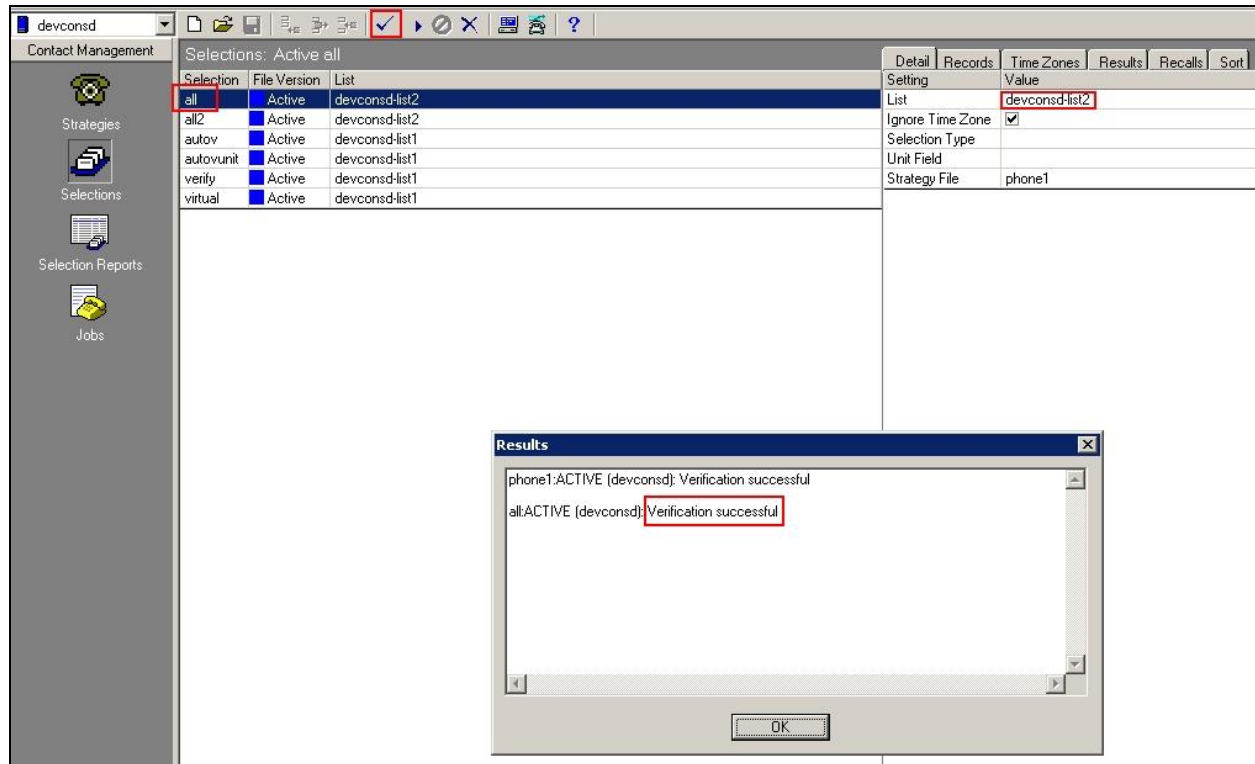 devconsd
?
Contact Management
Strategies
Selections
Selection Reports
Jobs
Selections: Active all
Selection File Version List
all Active devconsd-list2
all2 Active devconsd-list2
autov Active devconsd-list1
autovunit Active devconsd-list1
verify Active devconsd-list1
virtual Active devconsd-list1
Detail Records Time Zones Results Recalls Sort
Setting Value
List devconsd-list2
Ignore Time Zone
Selection Type
Unit Field
Strategy File phone1
Results
phone1:ACTIVE (devconsd): Verification successful
all:ACTIVE (devconsd): Verification successful
OK